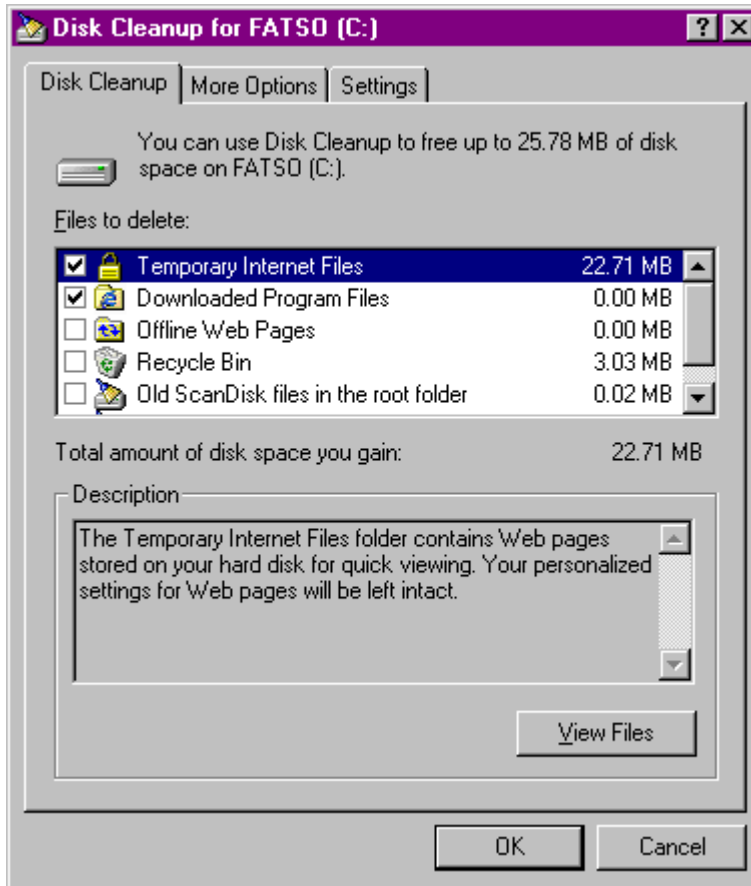 Disk Cleanup for FATSO (C:)
Disk Cleanup More Options Settings
You can use Disk Cleanup to free up to 25.78 MB of disk
space on FATSO (C:).
Files to delete:
Temporary Internet Files 22.71 MB
Downloaded Program Files 0.00 MB
Offline Web Pages 0.00 MB
Recycle Bin 3.03 MB
Old ScanDisk files in the root folder 0.02 MB
Total amount of disk space you gain: 22.71 MB
Description
The Temporary Internet Files folder contains Web pages
stored on your hard disk for quick viewing. Your personalized
settings for Web pages will be left intact.
View Files
OK Cancel